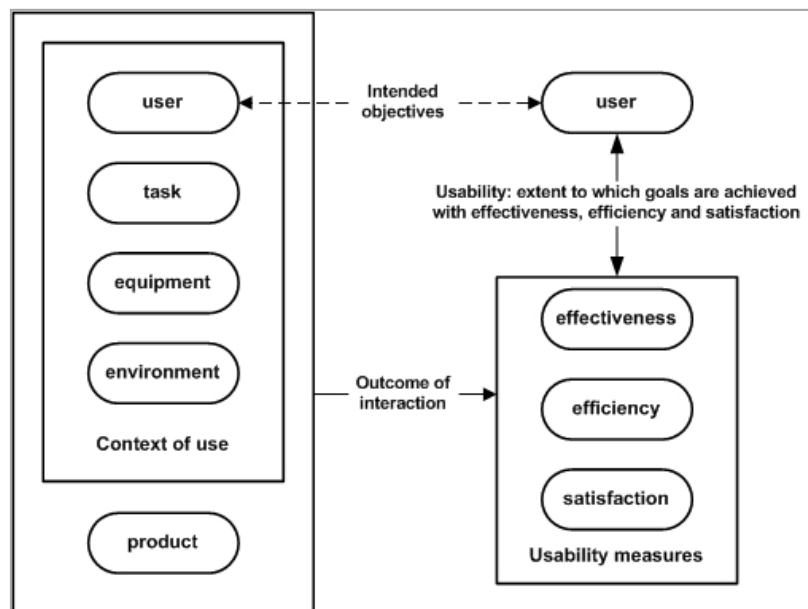 user
task
equipment
environment
Context of use
product
Intended
objectives
Outcome of
interaction
user
Usability: extent to which goals are achieved
with effectiveness, efficiency and satisfaction
effectiveness
efficiency
satisfaction
Usability measures